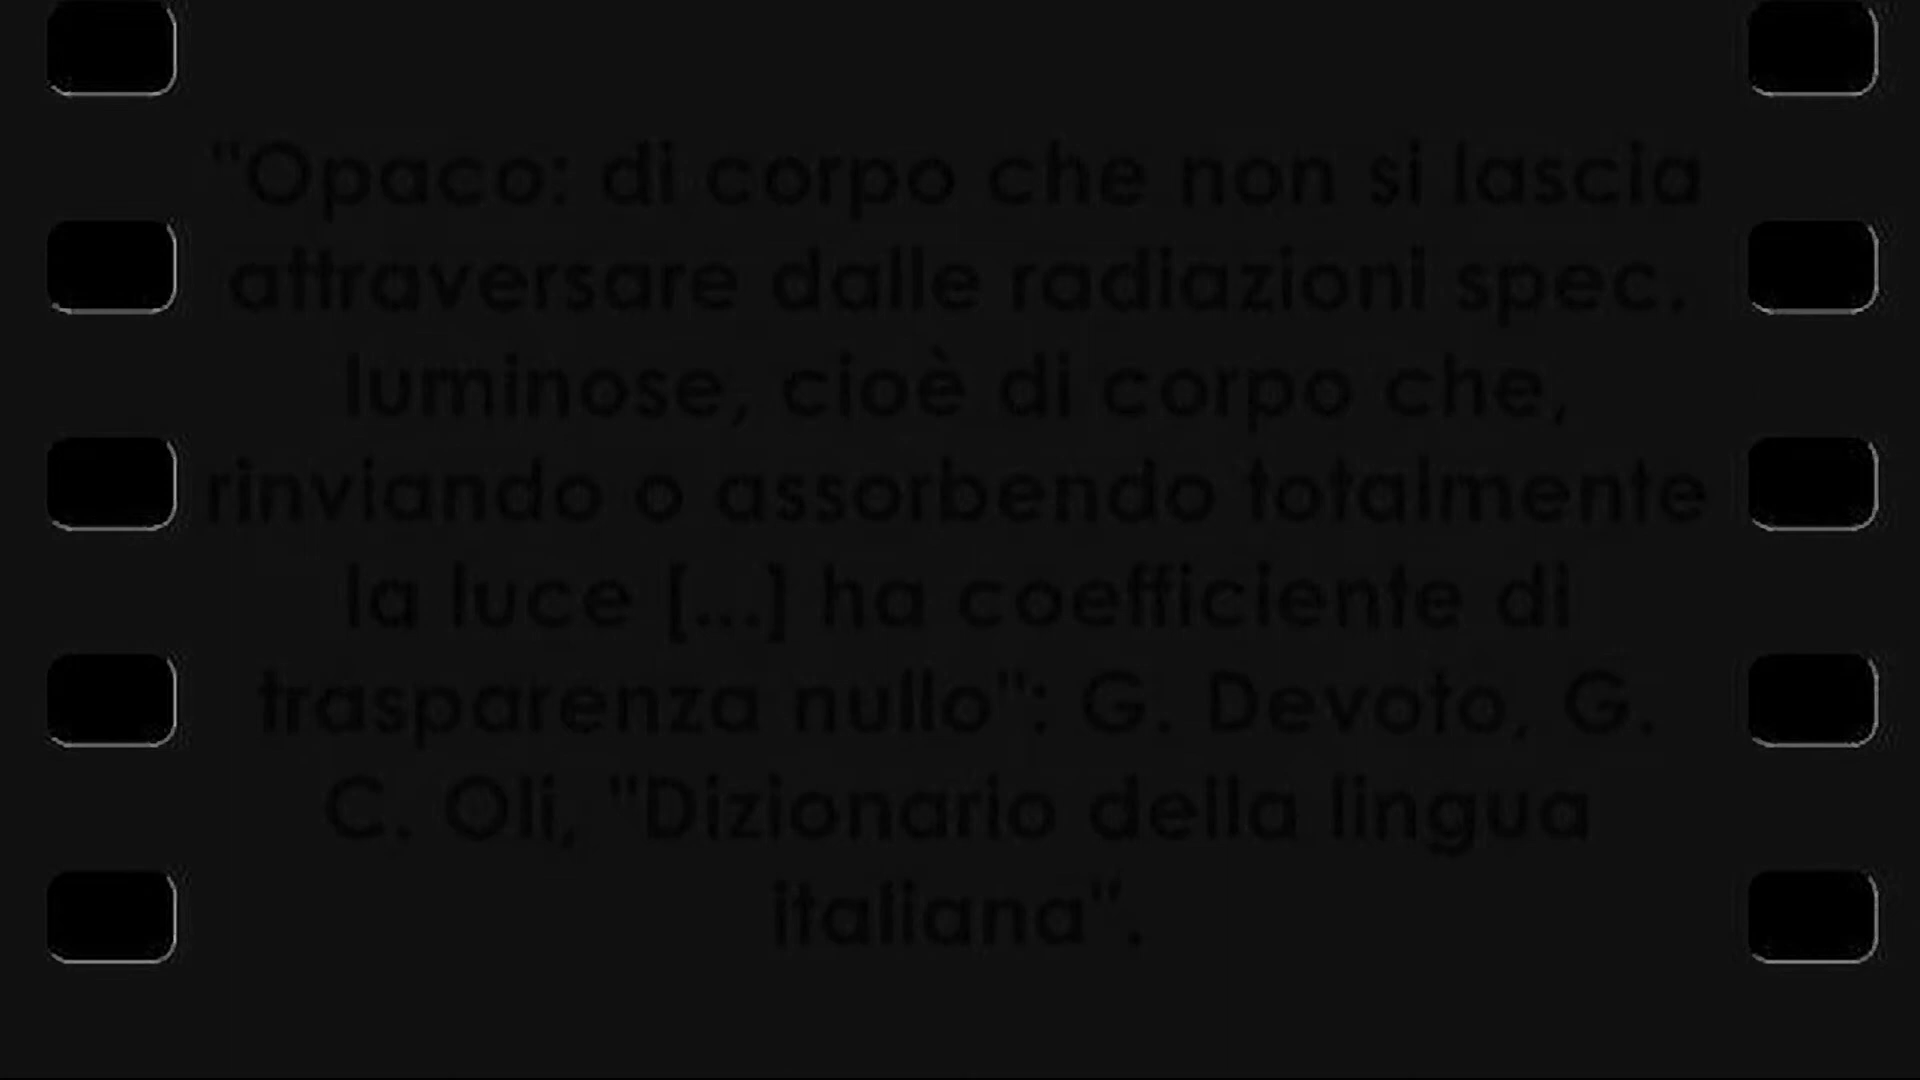 "Opaco: di corpo che non si lascia
attraversare dalle radiazioni spec.
luminose, cioè di corpo che,
rinviando o assorbendo totalmente
la luce [...] ha coefficiente di
trasparenza nullo": G. Devoto, G.
C. Oli, "Dizionario della lingua
italiana".